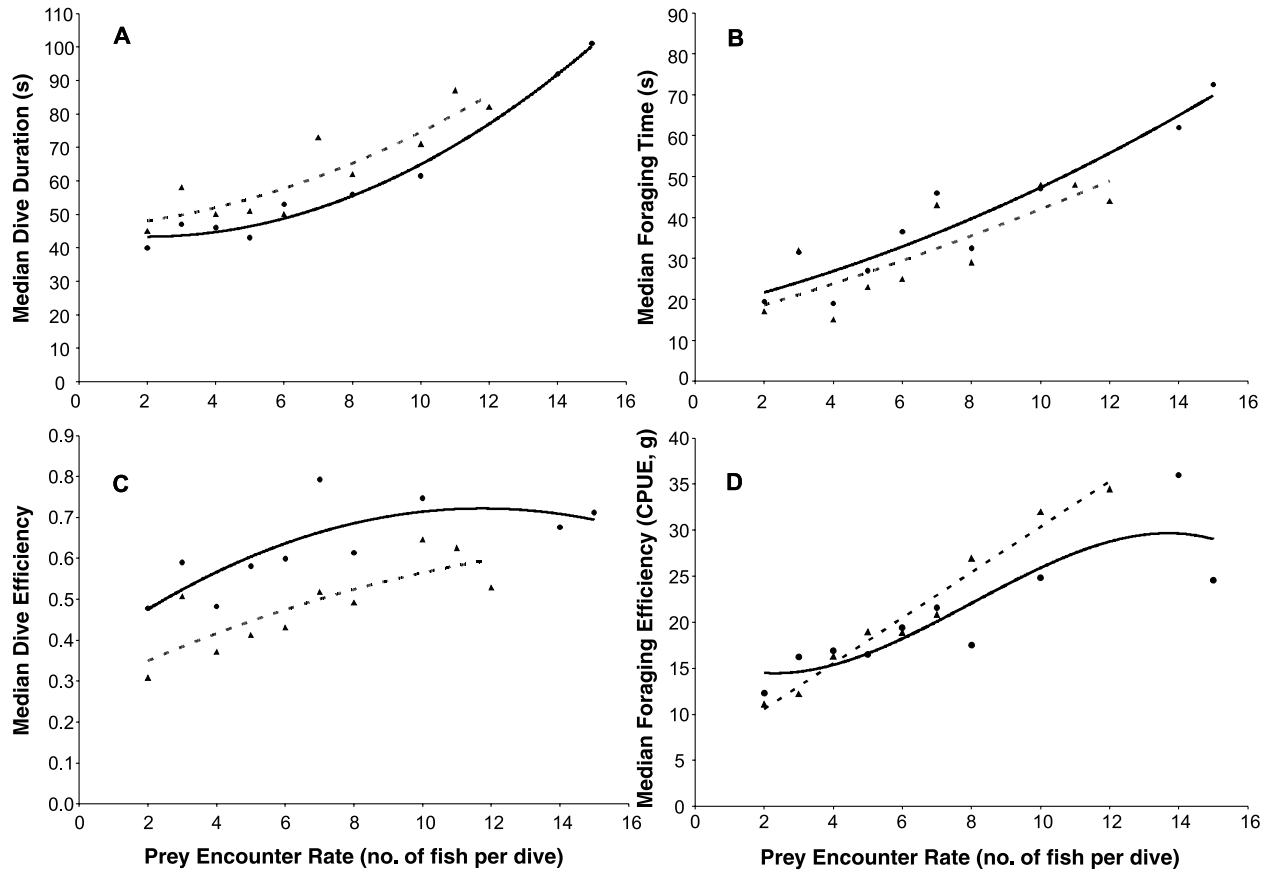 A
Median Dive Duration (s)
110
100
90
80
70
60
50
40
30
20
10
0
0 2 4 6 8 10 12 14 16
B
Median Foraging Time (s)
90
80
70
60
50
40
30
20
10
0
0 2 4 6 8 10 12 14 16
C
Median Dive Efficiency
0.9
0.8
0.7
0.6
0.5
0.4
0.3
0.2
0.1
0.0
0 2 4 6 8 10 12 14 16
Prey Encounter Rate (no. of fish per dive)
D
Median Foraging Efficiency (CPUE, g)
40
35
30
25
20
15
10
5
0
0 2 4 6 8 10 12 14 16
Prey Encounter Rate (no. of fish per dive)